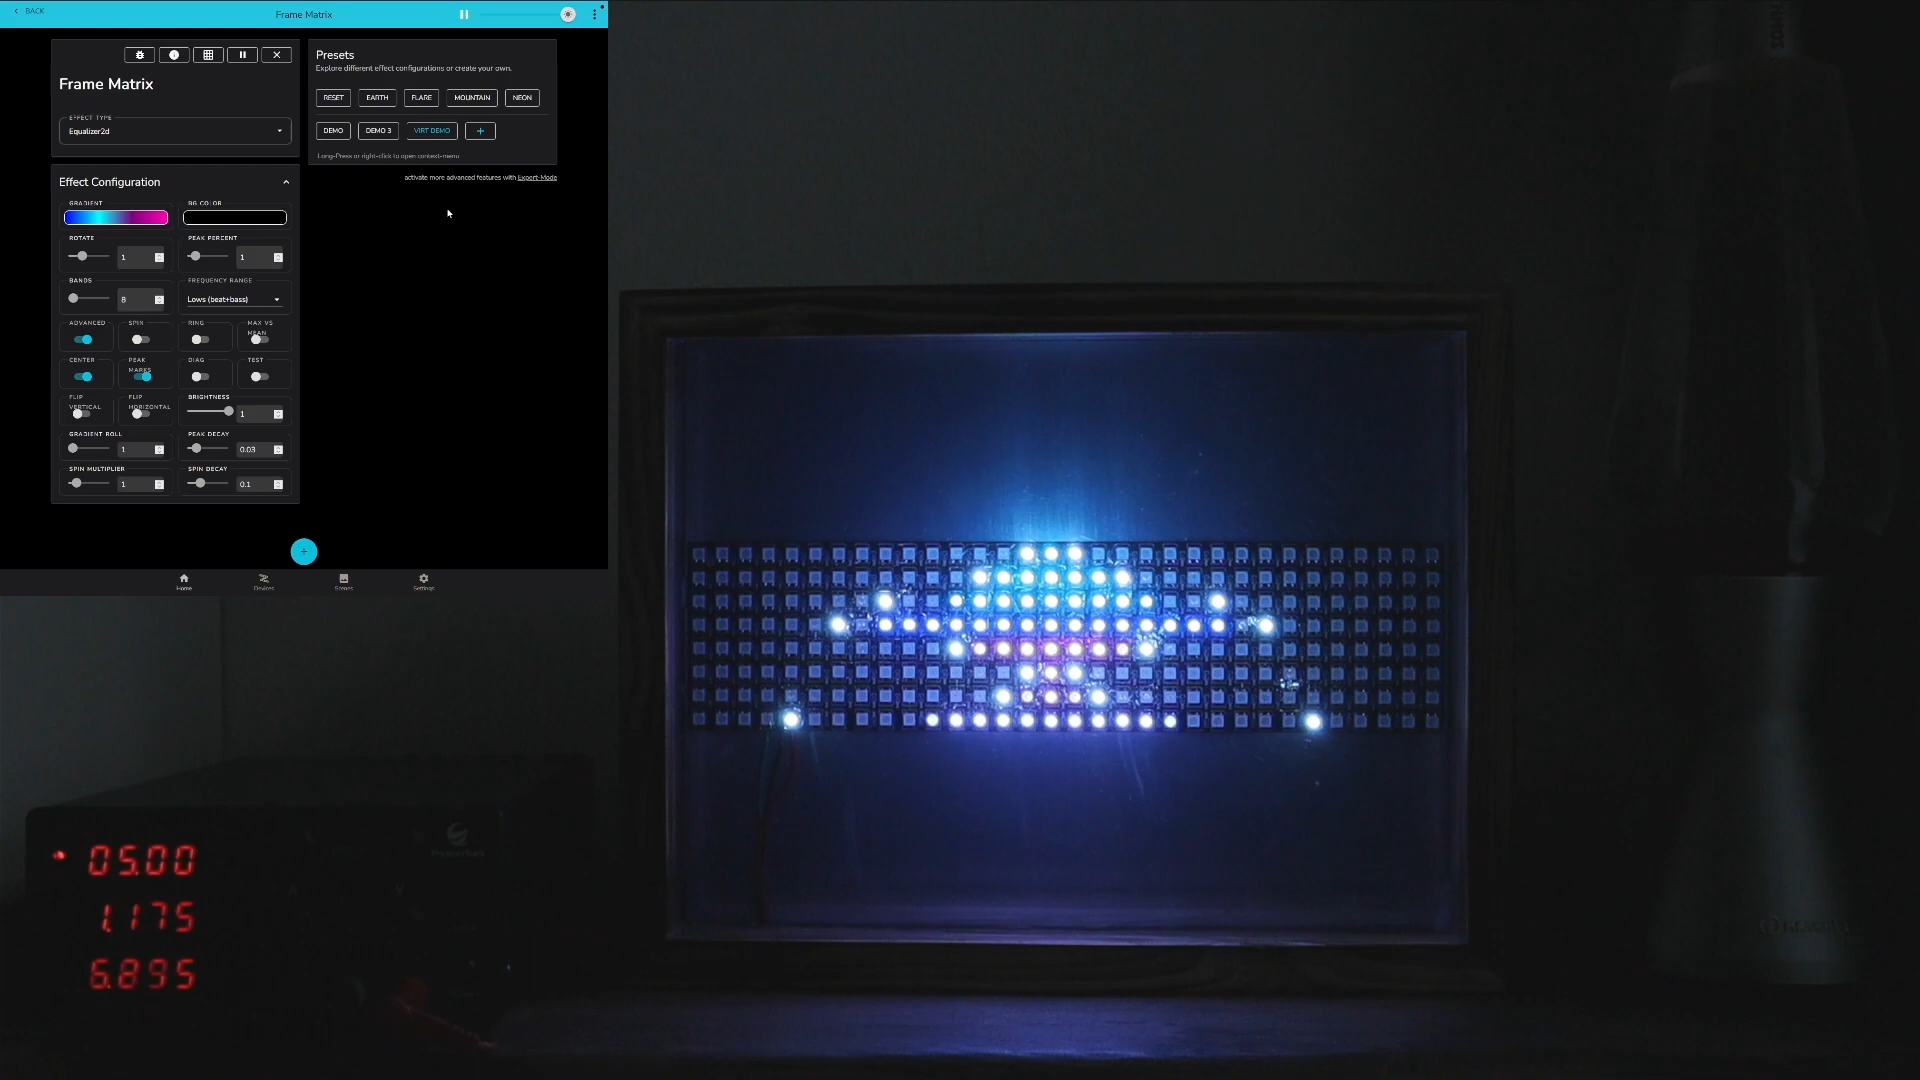 BACK
Frame Matrix
Frame Matrix
EFFECT TYPE
Equalizer2d
Effect Configuration
GRADIENT
BG COLOR
ROTATE
1
PEAK PERCENT
1
BANDS
8
FREQUENCY RANGE
Lows (beat+bass)
ADVANCED
SPIN
RING
MAX VS MEAN
CENTER
PEAK MARKS
DIAG
TEST
FLIP VERTICAL
FLIP HORIZONTAL
BRIGHTNESS
1
GRADIENT ROLL
1
PEAK DECAY
0.03
SPIN MULTIPLIER
1
SPIN DECAY
0.1
Presets
Explore different effect configurations or create your own.
RESET
EARTH
FLARE
MOUNTAIN
NEON
DEMO
DEMO 3
VIRT DEMO
+
Long-Press or right-click to open context-menu
activate more advanced features with Expert-Mode
+
Home
Devices
Scenes
Settings
05.00
1.175
6.895